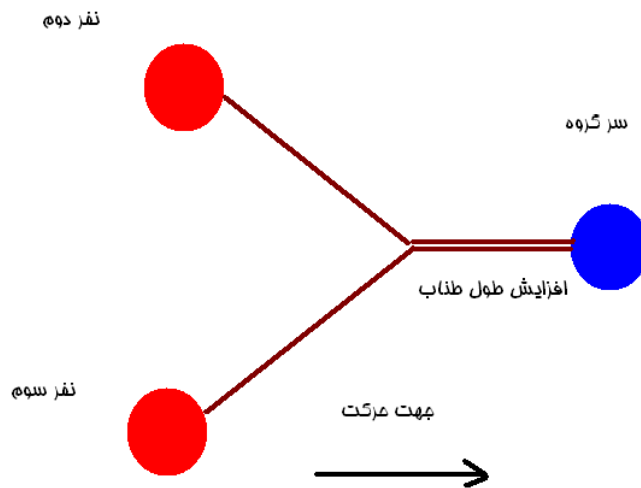 نفر دوم
سر گروه
افزایش طول طناب
نفر سوم
جهت حرکت